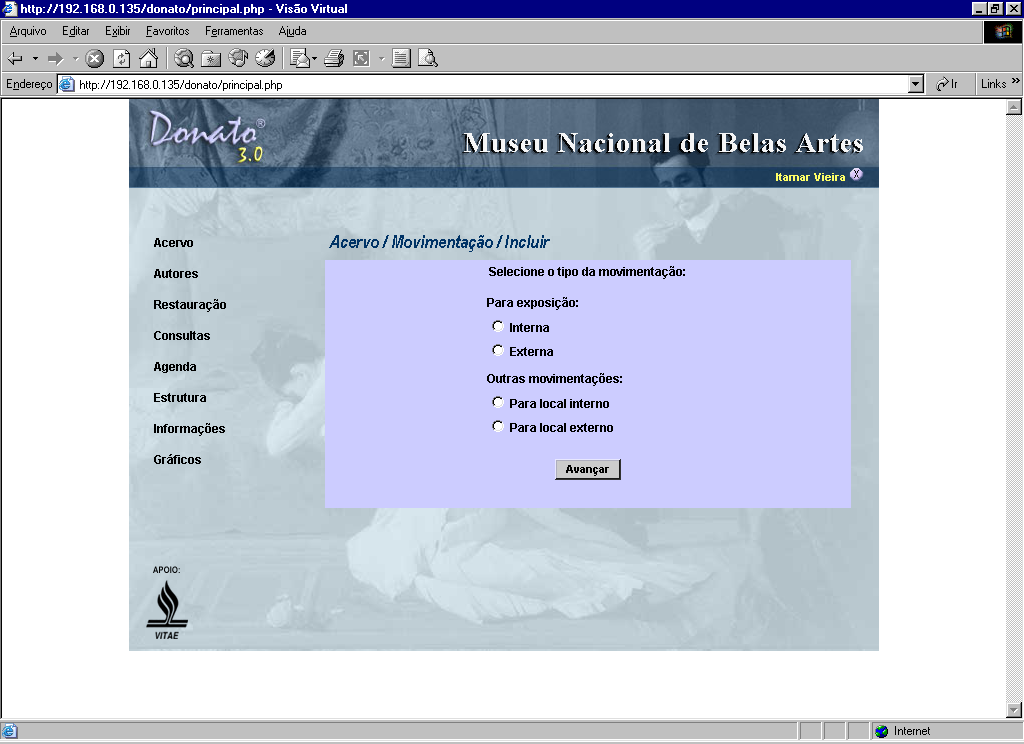 http://192.168.0.135/donato/principal.php - Visão Virtual
Arquivo Editar Exibir Favoritos Ferramentas Ajuda
Endereço http://192.168.0.135/donato/principal.php Ir Links »
Donato®
3.0
Museu Nacional de Belas Artes
Itamar Vieira X
Acervo
Autores
Restauração
Consultas
Agenda
Estrutura
Informações
Gráficos
APOIO:
VITAE
Acervo / Movimentação / Incluir
Selecione o tipo da movimentação:
Para exposição:
Interna
Externa
Outras movimentações:
Para local interno
Para local externo
Avançar
Internet